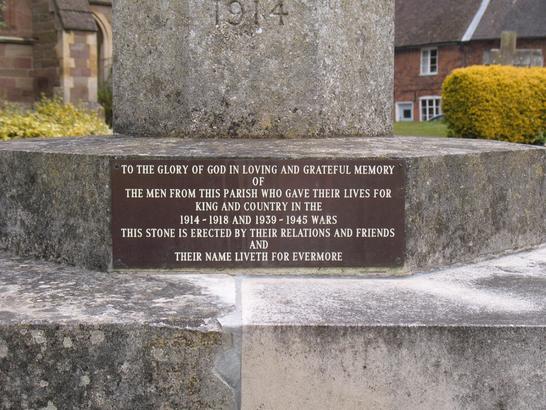 1914
TO THE GLORY OF GOD IN LOVING AND GRATEFUL MEMORY
OF
THE MEN FROM THIS PARISH WHO GAVE THEIR LIVES FOR
KING AND COUNTRY IN THE
1914 - 1918 AND 1939 - 1945 WARS
THIS STONE IS ERECTED BY THEIR RELATIONS AND FRIENDS
AND
THEIR NAME LIVETH FOR EVERMORE